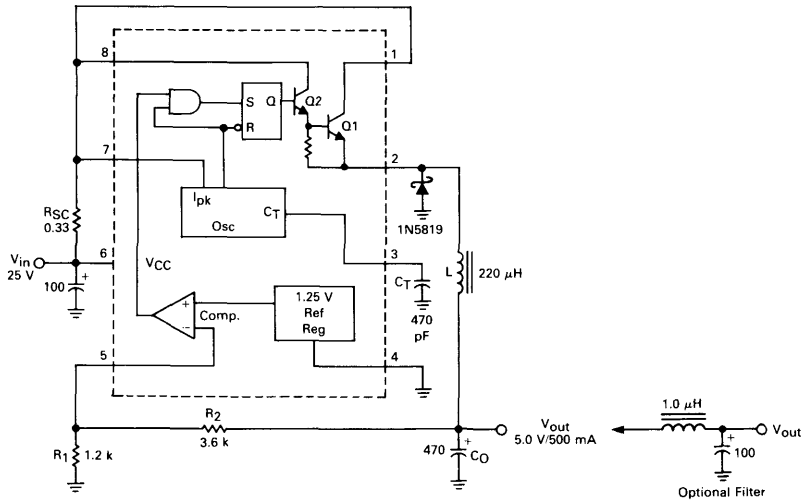 8
1
S Q
R
Q2
Q1
7
2
Ipk
CT
Osc
1N5819
RSC
0.33
Vin
25 V
6
VCC
100
+
3
CT
470
pF
L
220 μH
+
−
Comp.
1.25 V
Ref
Reg
5
4
R2
3.6 k
R1
1.2 k
470
+
CO
Vout
5.0 V/500 mA
1.0 μH
+
100
Vout
Optional Filter